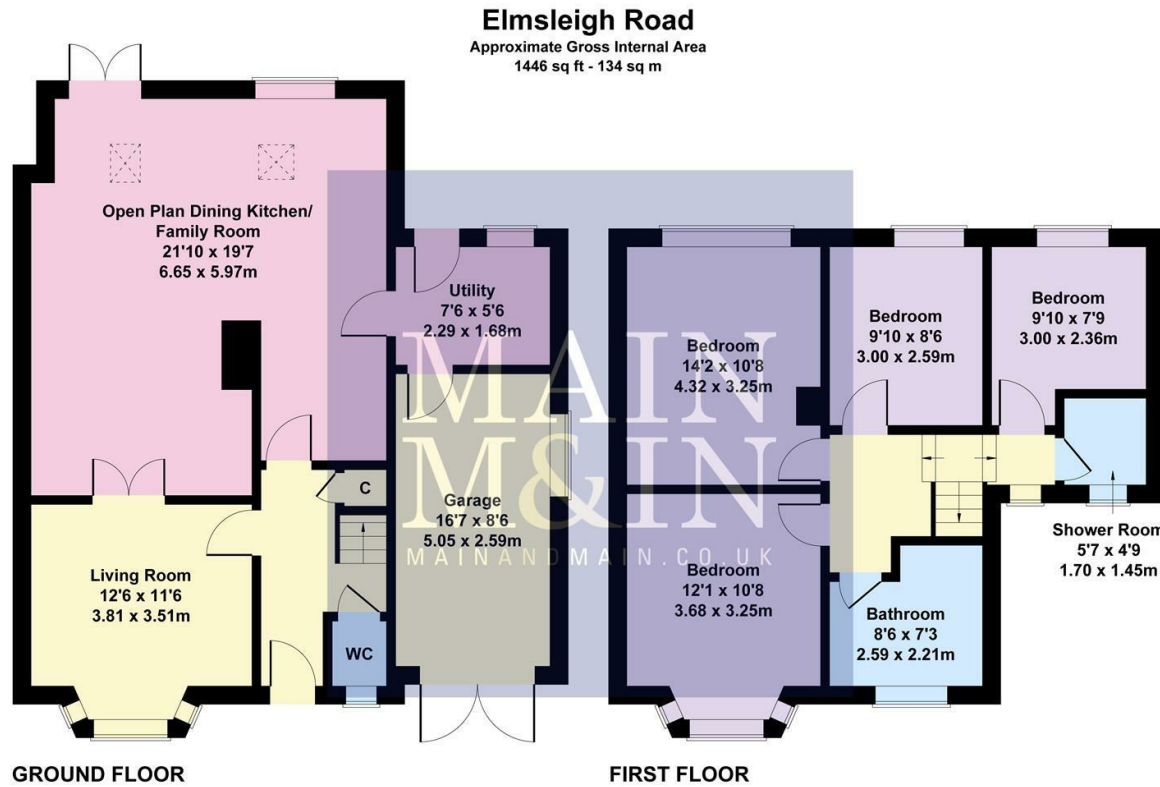 Elmsleigh Road
Approximate Gross Internal Area
1446 sq ft - 134 sq m
Open Plan Dining Kitchen/
Family Room
21'10 x 19'7
6.65 x 5.97m
Utility
7'6 x 5'6
2.29 x 1.68m
C
Garage
16'7 x 8'6
5.05 x 2.59m
Living Room
12'6 x 11'6
3.81 x 3.51m
WC
GROUND FLOOR
Bedroom
14'2 x 10'8
4.32 x 3.25m
Bedroom
9'10 x 8'6
3.00 x 2.59m
Bedroom
9'10 x 7'9
3.00 x 2.36m
Shower Room
5'7 x 4'9
1.70 x 1.45m
Bedroom
12'1 x 10'8
3.68 x 3.25m
Bathroom
8'6 x 7'3
2.59 x 2.21m
FIRST FLOOR
MAIN
M&IN
MAINANDMAIN.CO.UK